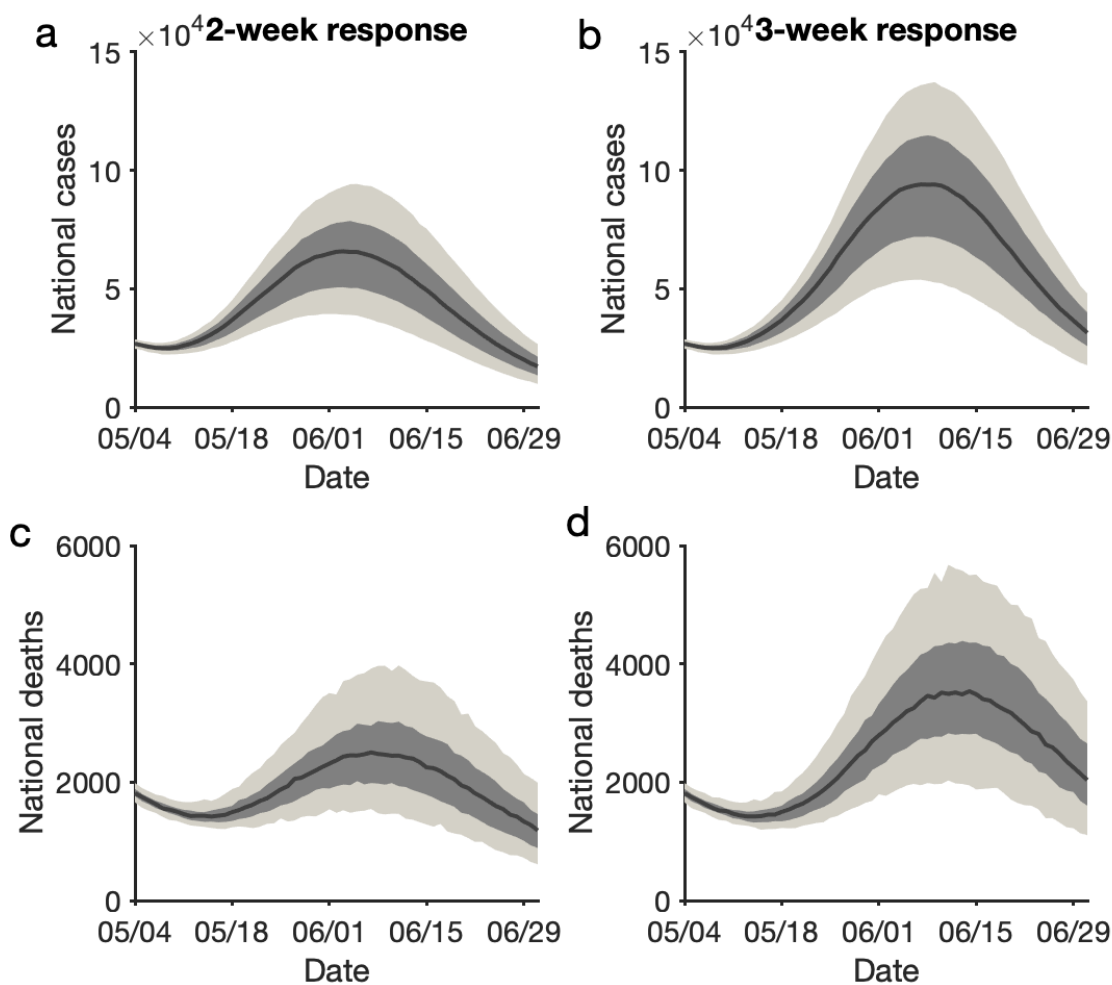 a
×10⁴ 2-week response
15
10
5
0
National cases
05/04 05/18 06/01 06/15 06/29
Date
b
×10⁴ 3-week response
15
10
5
0
National cases
05/04 05/18 06/01 06/15 06/29
Date
c
6000
4000
2000
0
National deaths
05/04 05/18 06/01 06/15 06/29
Date
d
6000
4000
2000
0
National deaths
05/04 05/18 06/01 06/15 06/29
Date